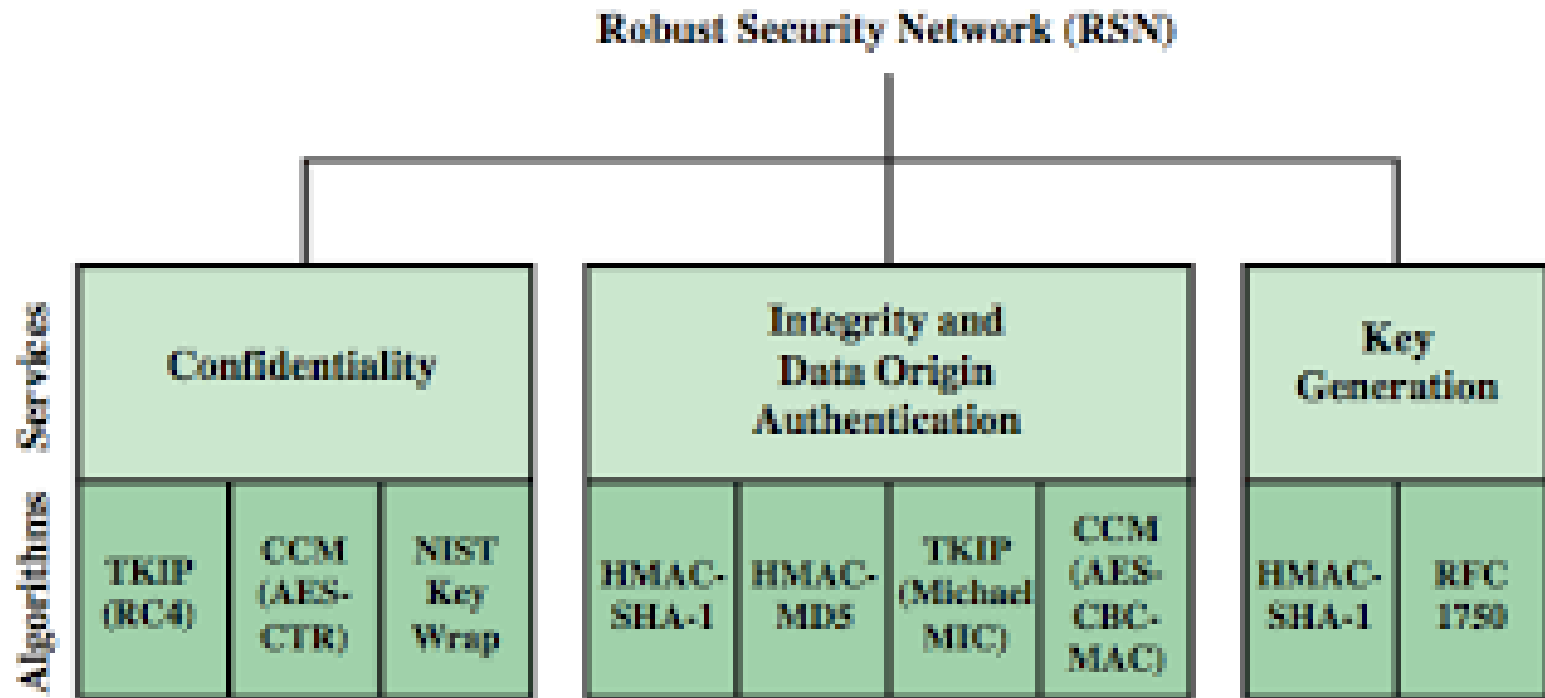 Robust Security Network (RSN)
Services
Confidentiality
Integrity and
Data Origin
Authentication
Key
Generation
Algorithms
TKIP
(RC4)
CCM
(AES-
CTR)
NIST
Key
Wrap
HMAC-
SHA-1
HMAC-
MD5
TKIP
(Michael
MIC)
CCM
(AES-
CBC-
MAC)
HMAC-
SHA-1
RFC
1750